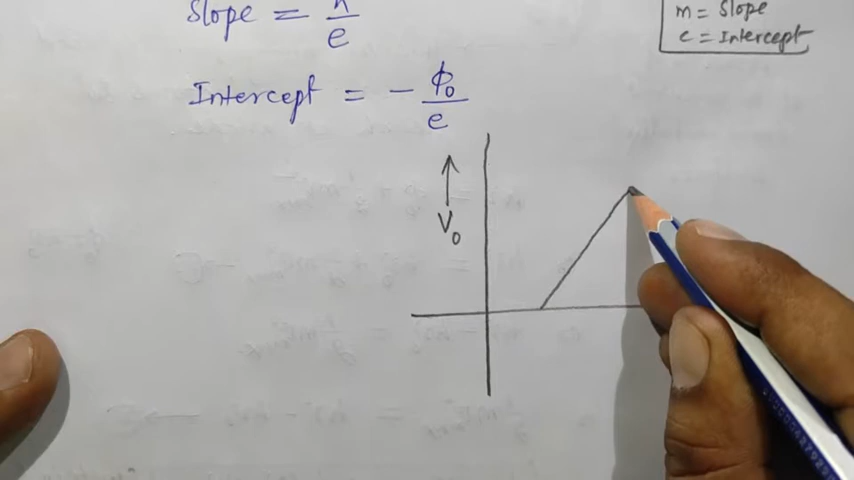 Slope = h/e
m = Slope
c = Intercept
Intercept = - ϕ₀/e
V₀